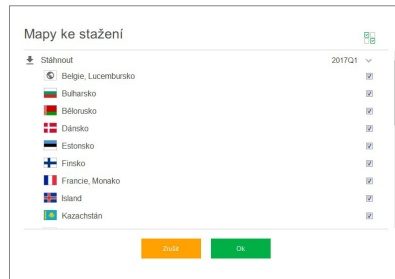 Mapy ke stažení
Stáhnout 2017Q1
Belgie, Lucembursko
Bulharsko
Bělorusko
Dánsko
Estonsko
Finsko
Francie, Monako
Island
Kazachstán
Zrušit Ok